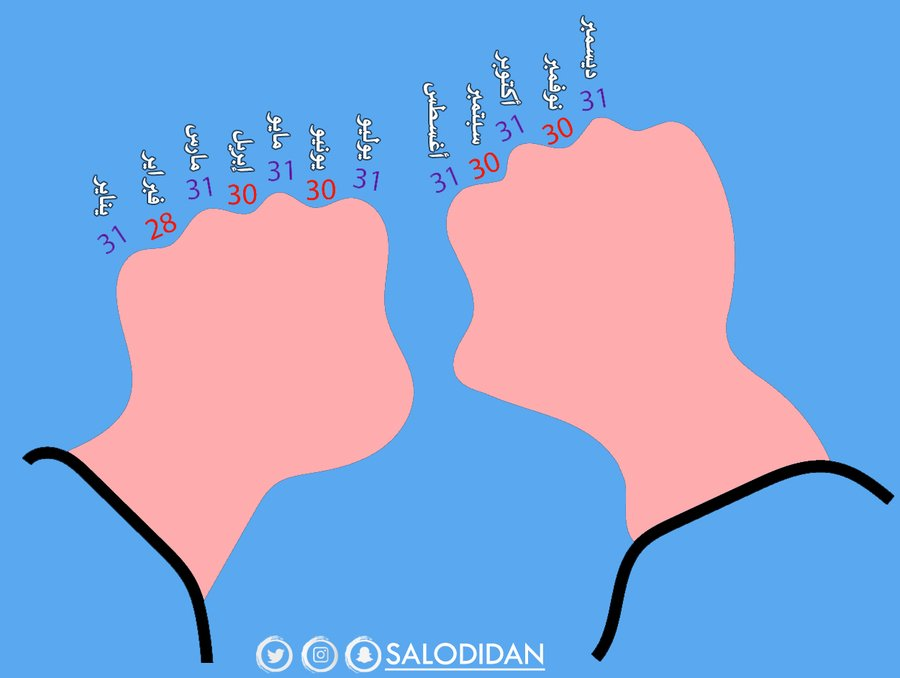 يناير
31
فبراير
28
مارس
31
ابريل
30
مايو
31
يونيو
30
يوليو
31
أغسطس
31
سبتمبر
30
أكتوبر
31
نوفمبر
30
ديسمبر
31
SALODIDAN